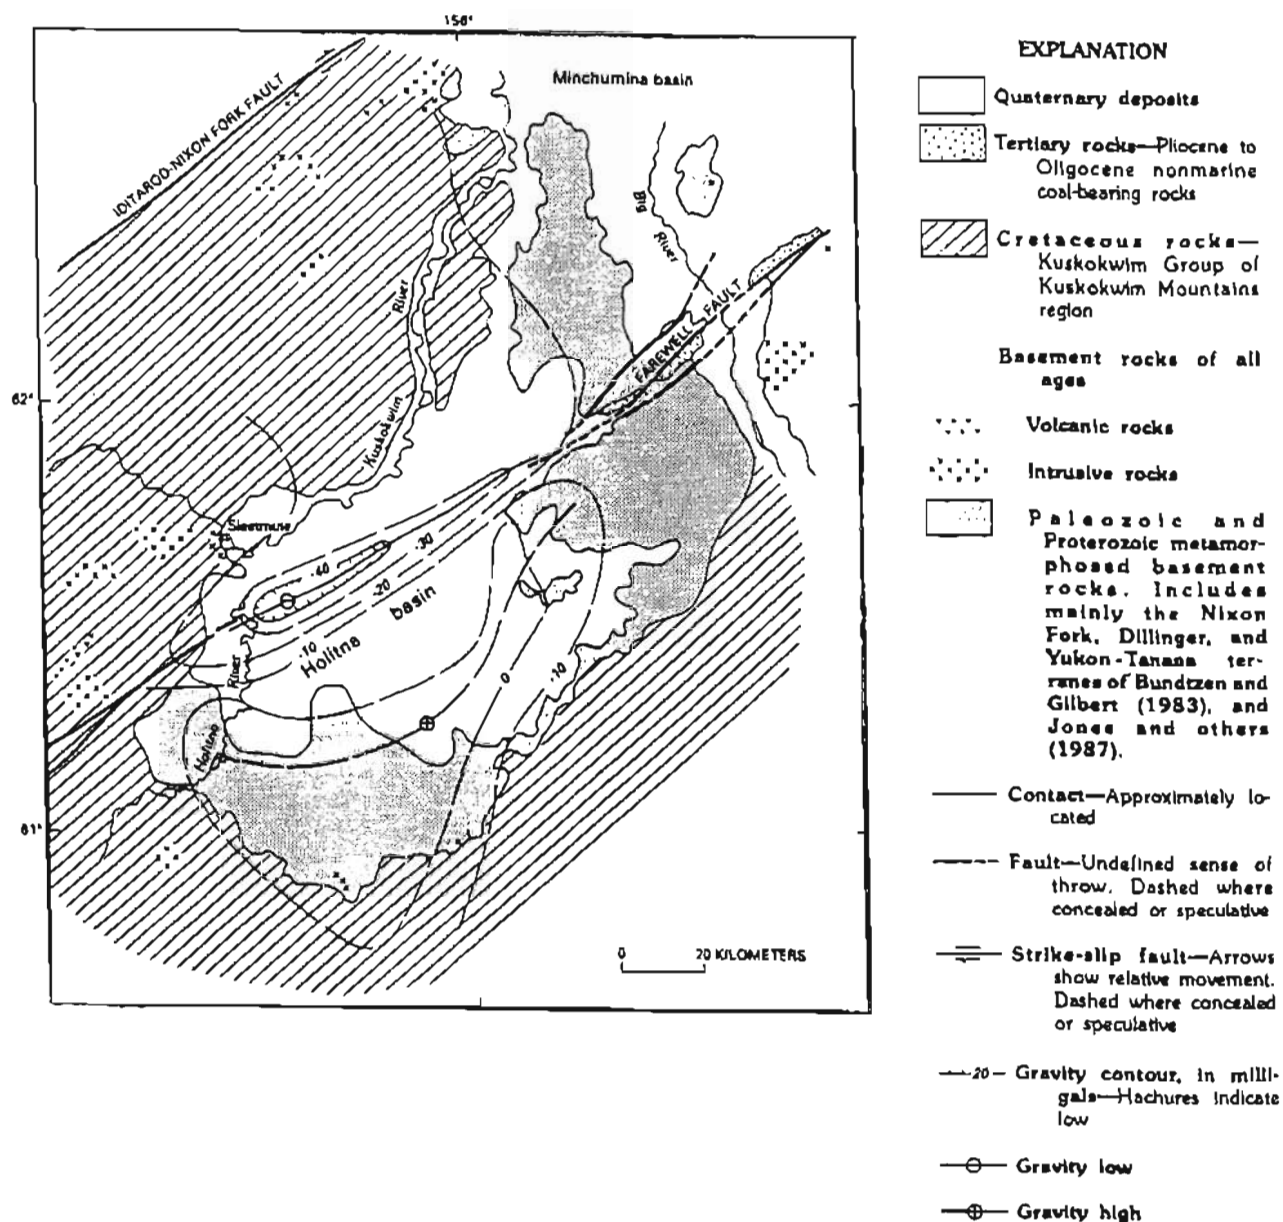 156°
Minchumina basin
IDITAROD-NIXON FORK FAULT
Big
River
River
FAREWELL FAULT
62°
Kuskokwim
Sleetmute
-30
-40
-20
basin
-10
Holitna
River
0
-10
Holitna
61°
0 20 KILOMETERS
EXPLANATION
Quaternary deposits
Tertiary rocks—Pliocene to
Oligocene nonmarine
coal-bearing rocks
Cretaceous rocks—
Kuskokwim Group of
Kuskokwim Mountains
region
Basement rocks of all
ages
Volcanic rocks
Intrusive rocks
Paleozoic and
Proterozoic metamor-
phosed basement
rocks. Includes
mainly the Nixon
Fork, Dillinger, and
Yukon-Tanana ter-
ranes of Bundtzen and
Gilbert (1983), and
Jones and others
(1987).
Contact—Approximately lo-
cated
Fault—Undefined sense of
throw. Dashed where
concealed or speculative
Strike-slip fault—Arrows
show relative movement.
Dashed where concealed
or speculative
-20- Gravity contour, in milli-
gals—Hachures indicate
low
Gravity low
Gravity high